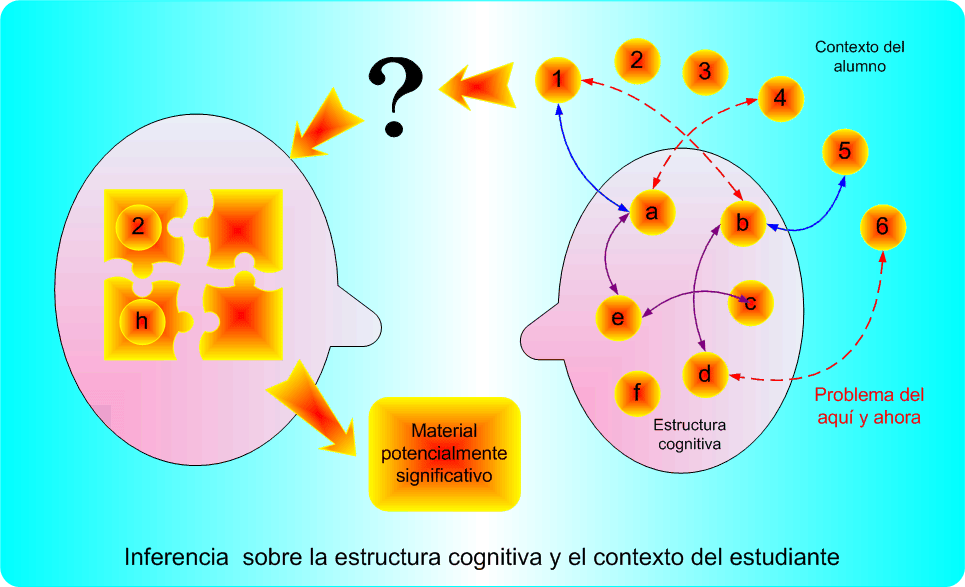 ?
1
2
3
4
5
6
Contexto del
alumno
2
h
a
b
c
e
d
f
Estructura
cognitiva
Problema del
aquí y ahora
Material
potencialmente
significativo
Inferencia sobre la estructura cognitiva y el contexto del estudiante